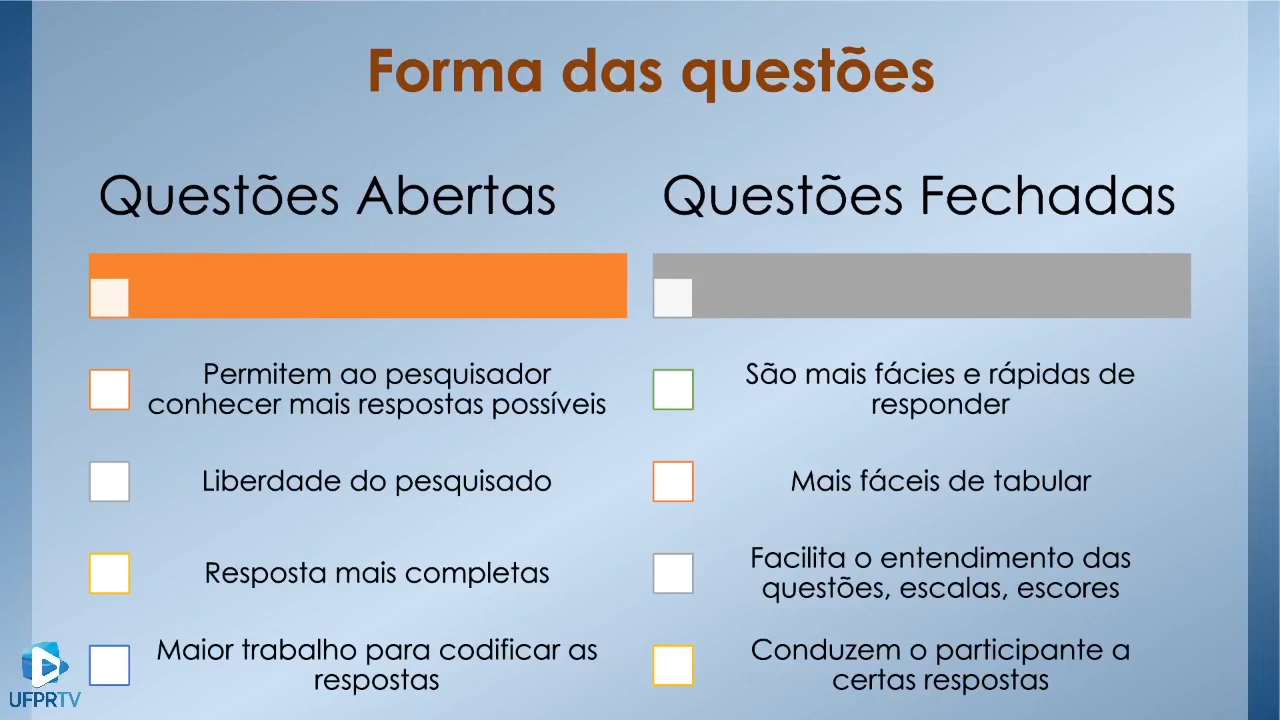 Forma das questões
Questões Abertas
Permitem ao pesquisador
conhecer mais respostas possíveis
Liberdade do pesquisado
Resposta mais completas
Maior trabalho para codificar as
respostas
Questões Fechadas
São mais fácies e rápidas de
responder
Mais fáceis de tabular
Facilita o entendimento das
questões, escalas, escores
Conduzem o participante a
certas respostas
UFPRTV